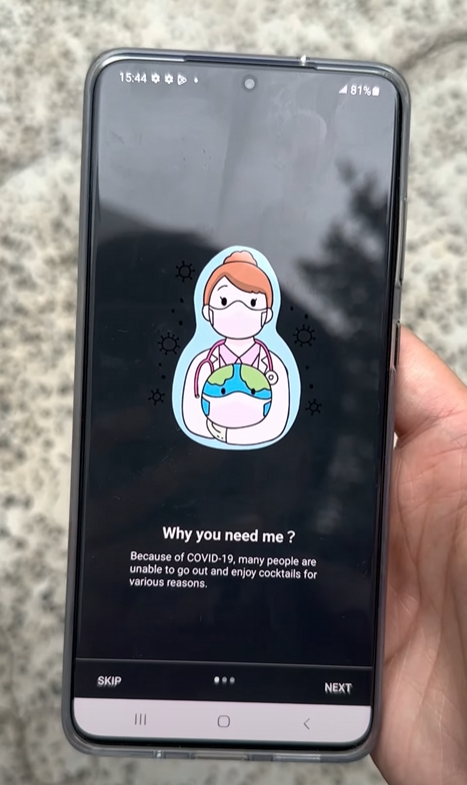 15:44
81%
Why you need me ?
Because of COVID-19, many people are
unable to go out and enjoy cocktails for
various reasons.
SKIP
NEXT